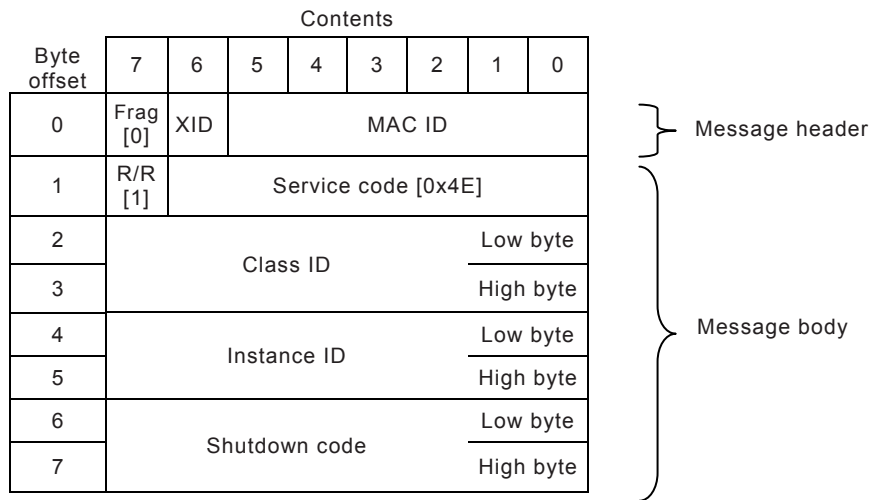 Contents
Byte offset 7 6 5 4 3 2 1 0
0 Frag [0] XID MAC ID Message header
1 R/R [1] Service code [0x4E]
2 Class ID Low byte
3 High byte
4 Instance ID Low byte Message body
5 High byte
6 Shutdown code Low byte
7 High byte